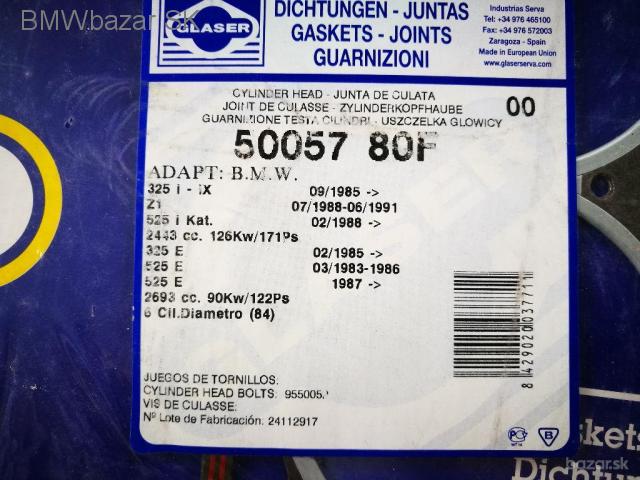 BMWbazar.SK
GLASER
DICHTUNGEN - JUNTAS
GASKETS - JOINTS
GUARNIZIONI
Industrias Serva
Tel +34 976 465100
Fax: +34 976 572003
Zaragoza - Spain
Made in European Union
www.glaserserva.com
CYLINDER HEAD - JUNTA DE CULATA
JOINT DE CULASSE - ZYLINDERKOPFHAUBE
GUARNIZIONE TESTA CILINDRI - USZCZELKA GLOWICY
00
50057 80F
ADAPT: B.M.W.
325 i - iX 09/1985 ->
Z1 07/1988-06/1991
525 i Kat. 02/1988 ->
2443 cc. 126Kw/171Ps
325 E 02/1985 ->
525 E 03/1983-1986
525 E 1987 ->
2693 cc. 90Kw/122Ps
6 Cil.Diametro (84)
8429020037711
JUEGOS DE TORNILLOS:
CYLINDER HEAD BOLTS: 955005.
VIS DE CULASSE:
Nº Lote de Fabricación: 24112917
B
skets
Dichtun
bazar.sk